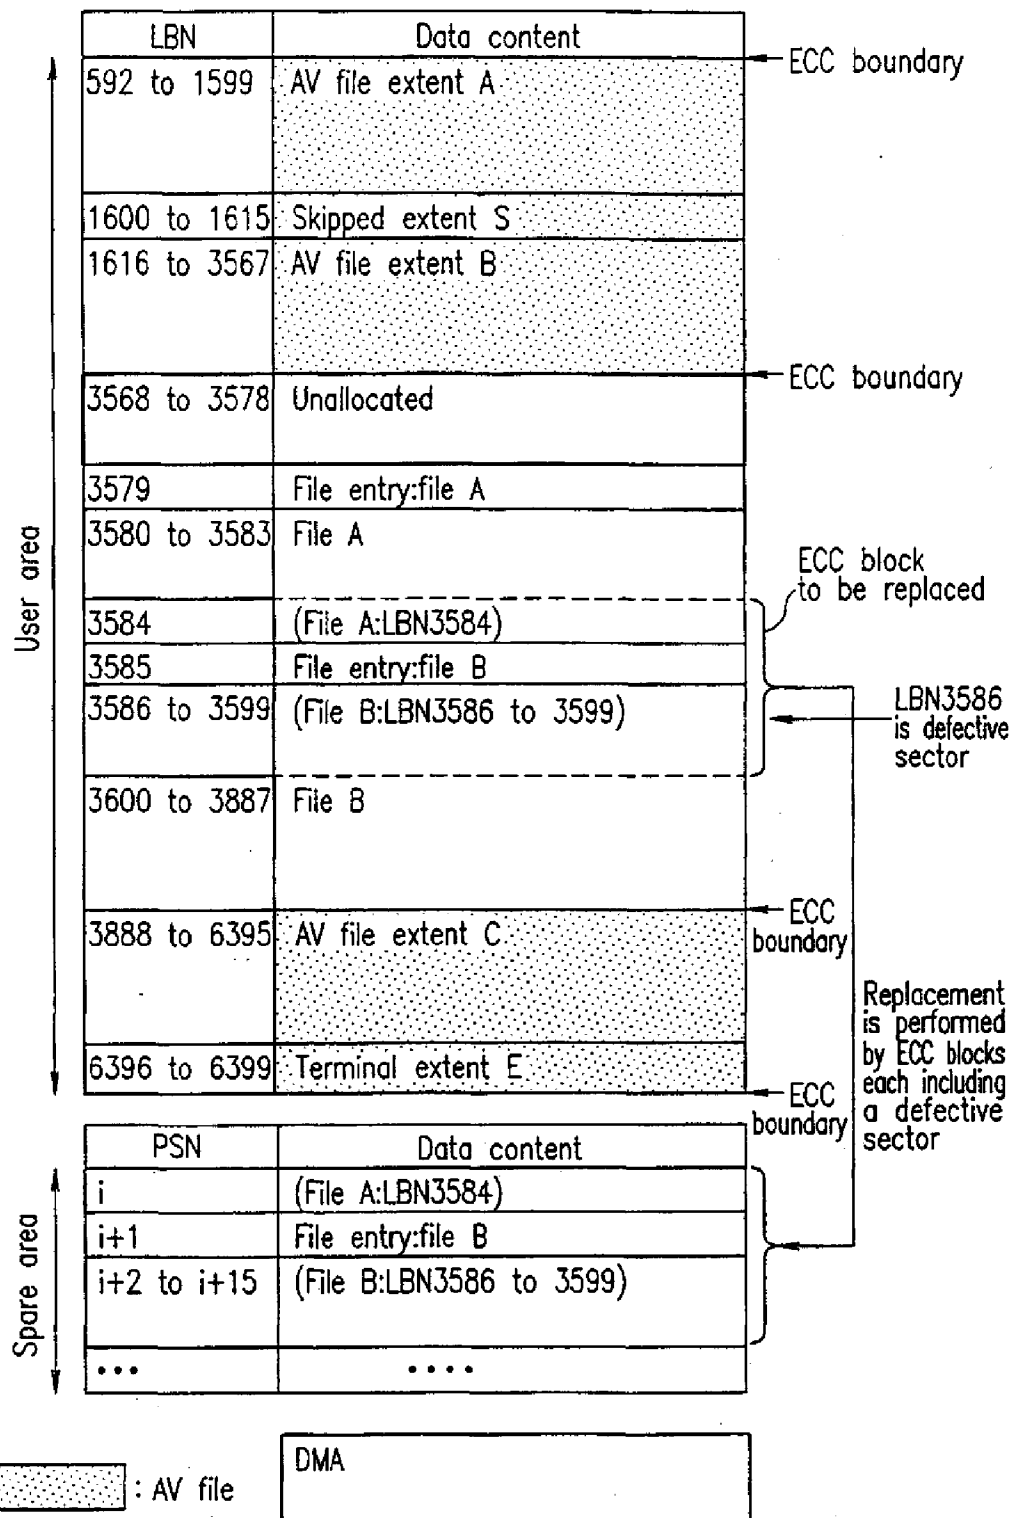 LBN Data content
ECC boundary
592 to 1599 AV file extent A
1600 to 1615 Skipped extent S
1616 to 3567 AV file extent B
ECC boundary
3568 to 3578 Unallocated
3579 File entry:file A
3580 to 3583 File A
ECC block
to be replaced
3584 (File A:LBN3584)
3585 File entry:file B
3586 to 3599 (File B:LBN3586 to 3599)
LBN3586
is defective
sector
3600 to 3887 File B
ECC
boundary
3888 to 6395 AV file extent C
Replacement
is performed
by ECC blocks
each including
a defective
sector
6396 to 6399 Terminal extent E
ECC
boundary
User area
PSN Data content
i (File A:LBN3584)
i+1 File entry:file B
i+2 to i+15 (File B:LBN3586 to 3599)
••• ••••
Spare area
DMA
: AV file